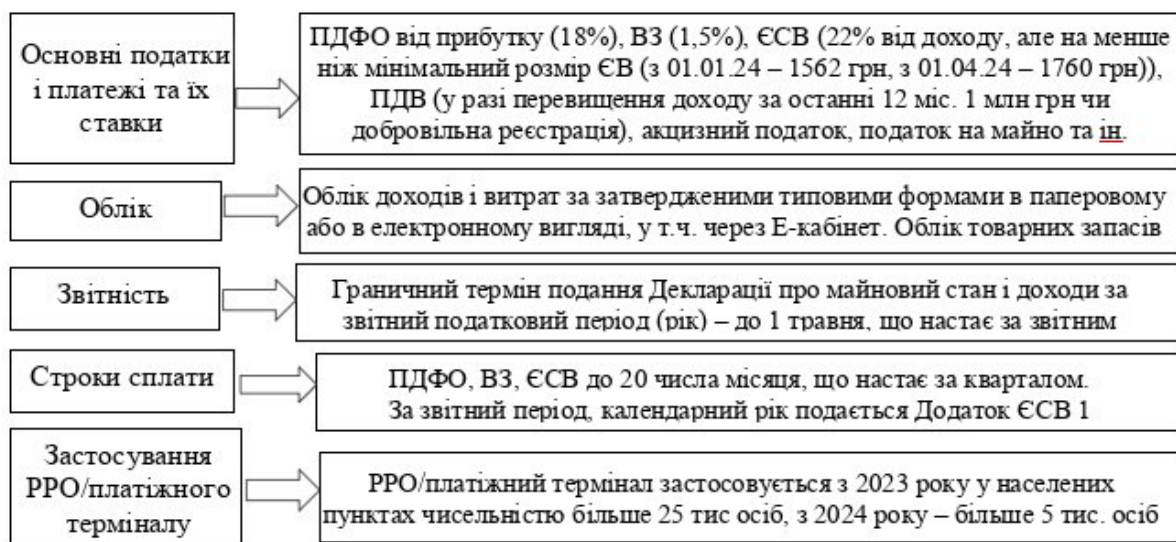 Основні податки
і платежі та їх
ставки
ПДФО від прибутку (18%), ВЗ (1,5%), ЄСВ (22% від доходу, але на менше
ніж мінімальний розмір ЄВ (з 01.01.24 – 1562 грн, з 01.04.24 – 1760 грн)),
ПДВ (у разі перевищення доходу за останні 12 міс. 1 млн грн чи
добровільна реєстрація), акцизний податок, податок на майно та ін.
Облік
Облік доходів і витрат за затвердженими типовими формами в паперовому
або в електронному вигляді, у т.ч. через Е-кабінет. Облік товарних запасів
Звітність
Граничний термін подання Декларації про майновий стан і доходи за
звітний податковий період (рік) – до 1 травня, що настає за звітним
Строки сплати
ПДФО, ВЗ, ЄСВ до 20 числа місяця, що настає за кварталом.
За звітний період, календарний рік подається Додаток ЄСВ 1
Застосування
РРО/платіжного
терміналу
РРО/платіжний термінал застосовується з 2023 року у населених
пунктах чисельністю більше 25 тис осіб, з 2024 року – більше 5 тис. осіб